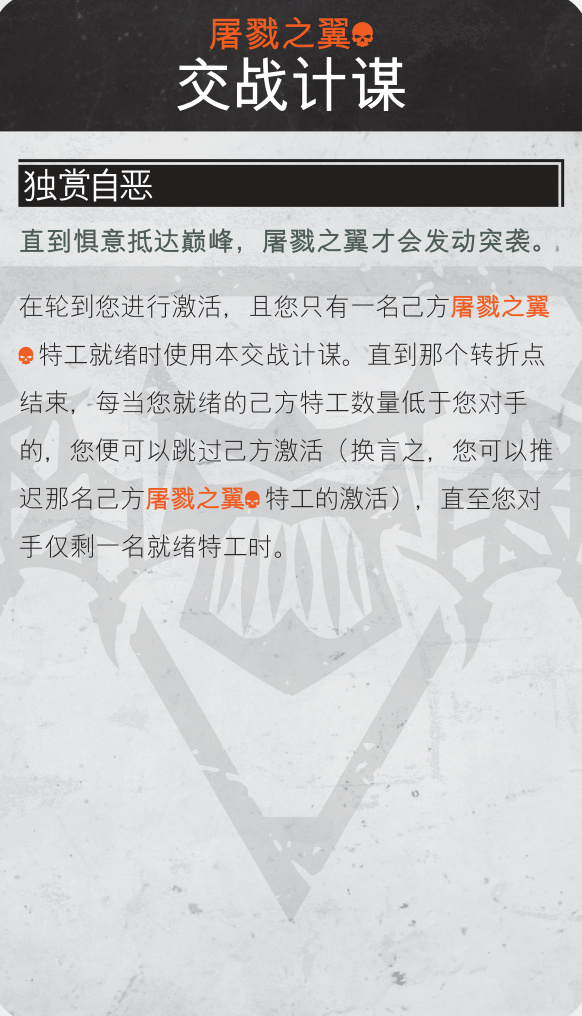 屠戮之翼
交战计谋
独赏自恶
直到惧意抵达巅峰，屠戮之翼才会发动突袭。
在轮到您进行激活，且您只有一名己方屠戮之翼
特工就绪时使用本交战计谋。直到那个转折点
结束，每当您就绪的己方特工数量低于您对手
的，您便可以跳过己方激活（换言之，您可以推
迟那名己方屠戮之翼特工的激活），直至您对
手仅剩一名就绪特工时。